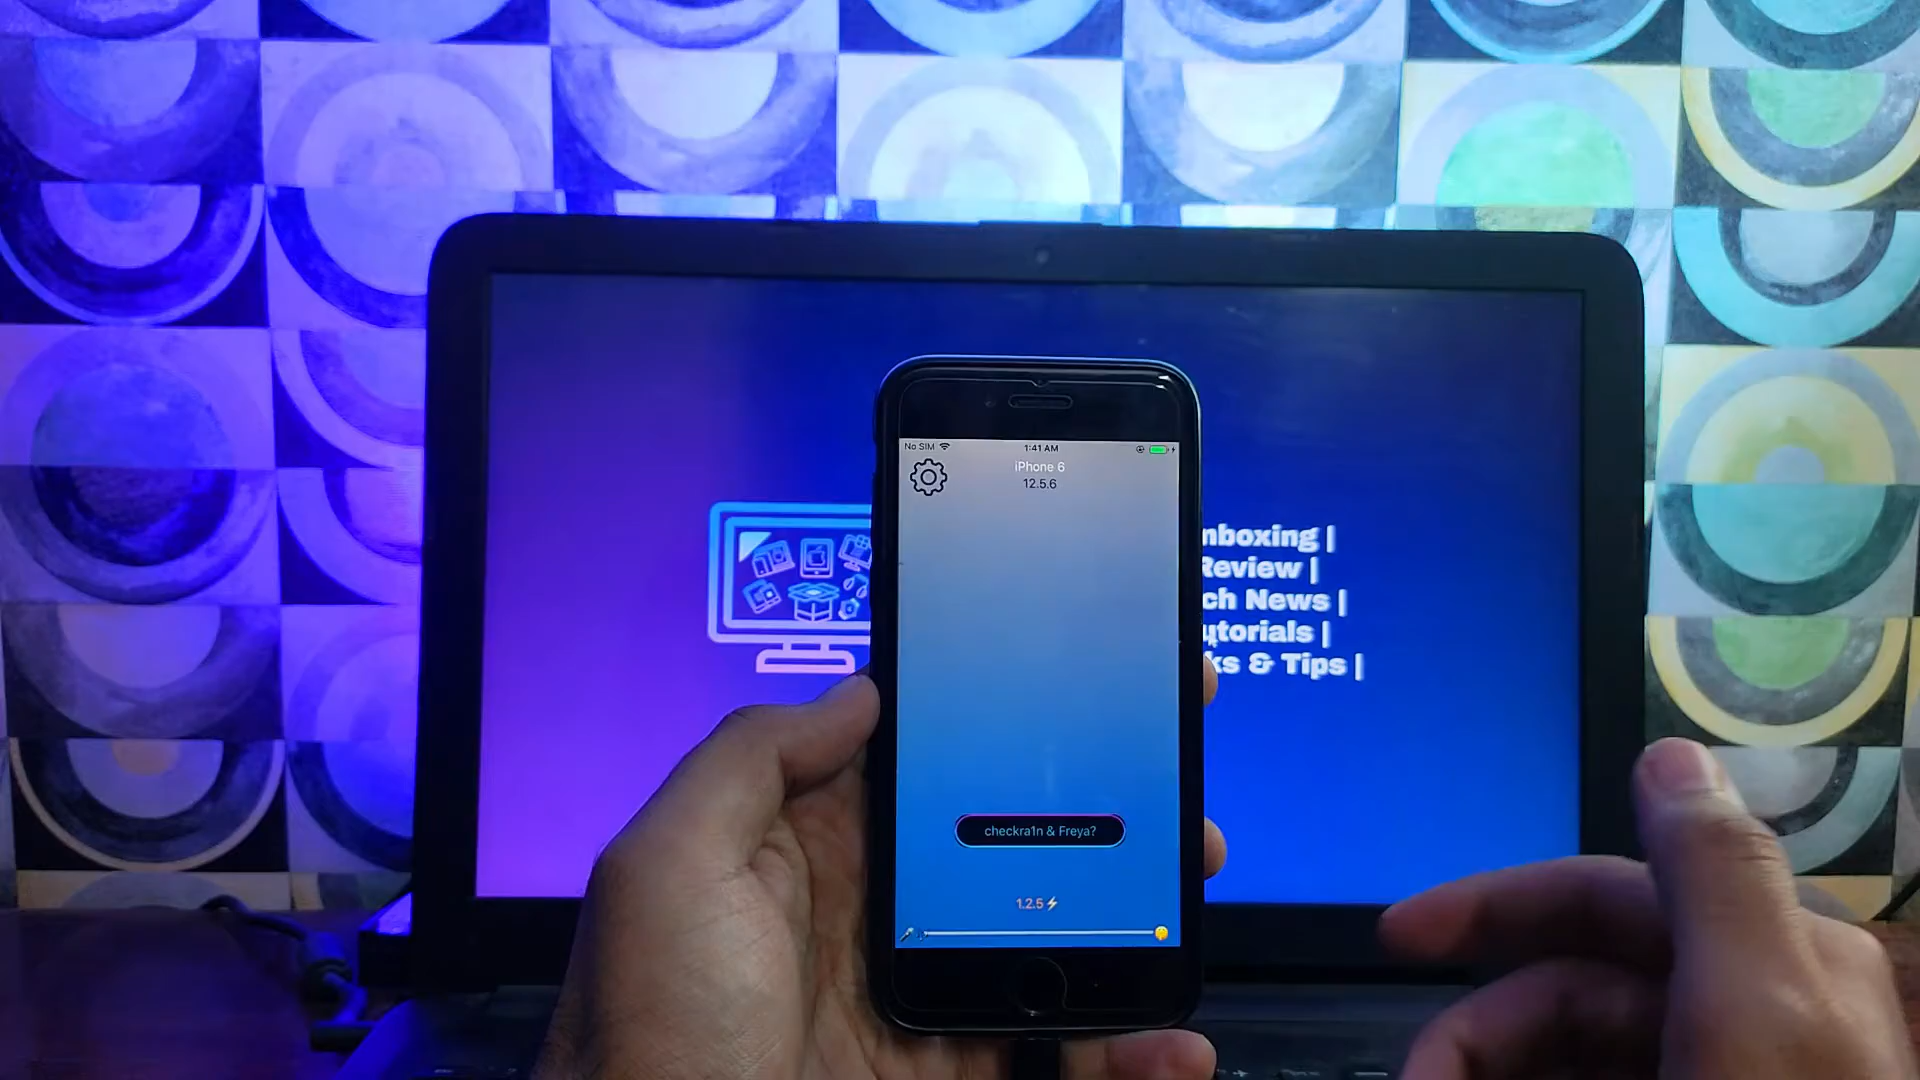 No SIM
1:41 AM
iPhone 6
12.5.6
nboxing |
Review |
ch News |
utorials |
ks & Tips |
checkra1n & Freya?
1.2.5